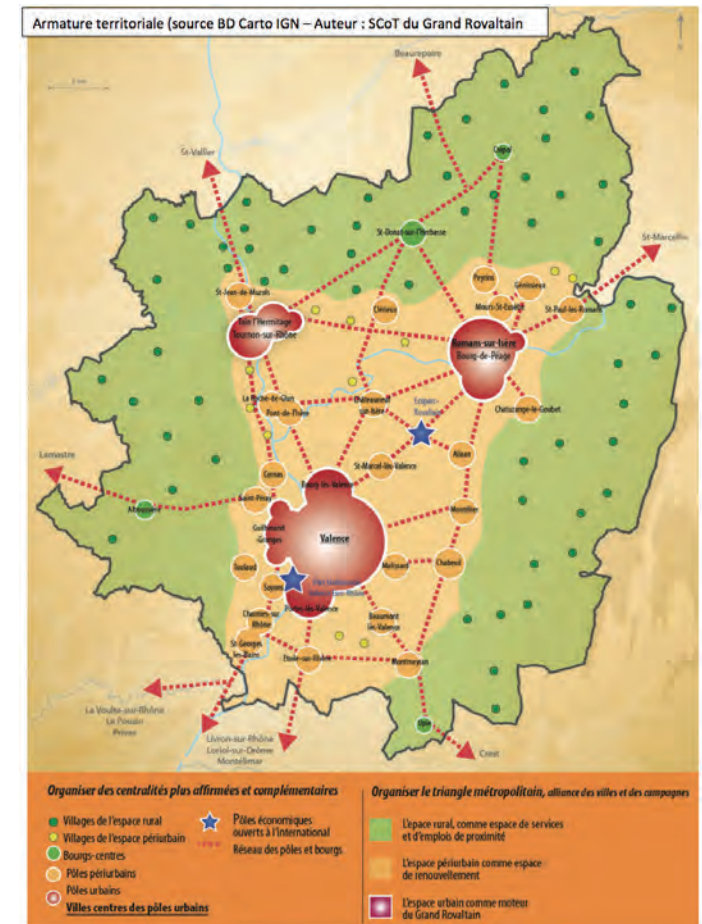 Armature territoriale (source BD Carto IGN – Auteur : SCoT du Grand Rovaltain
Beaurepaire
St-Vallier
St-Donat-sur-l'Herbasse
St-Marcellin
Peyrins
Génissieux
St-Jean-de-Muzols
Mours-St-Eusèbe
St-Paul-les-Romans
Clérieux
Tain l'Hermitage
Tournon-sur-Rhône
Romans-sur-Isère
Bourg-de-Péage
La Roche-de-Glun
Pont-de-l'Isère
Châteauneuf
sur-Isère
Chatuzange-le-Goubet
Alixan
Lamastre
St-Marcel-lès-Valence
Cornas
Bourg-lès-Valence
Saint-Péray
Alboussière
Montélier
Guilherand
-Granges
Valence
Toulaud
Malissard
Chabeuil
Soyons
Portes-lès-Valence
Charmes-sur
Rhône
Beaumont
lès-Valence
St-Georges
les-Bains
Etoile-sur-Rhône
Montmeyran
La Voulte-sur-Rhône
Le Pouzin
Privas
Livron-sur-Rhône
Loriol-sur-Drôme
Montélimar
Crest
Organiser des centralités plus affirmées et complémentaires
Villages de l'espace rural
Villages de l'espace périurbain
Bourgs-centres
Pôles périurbains
Pôles urbains
Villes centres des pôles urbains
Pôles économiques
ouverts à l'international
Réseau des pôles et bourgs
Organiser le triangle métropolitain, alliance des villes et des campagnes
L'epace rural, comme espace de services
et d'emplois de proximité
L'espace périurbain comme espace
de renouvellement
L'espace urbain comme moteur
du Grand Rovaltain